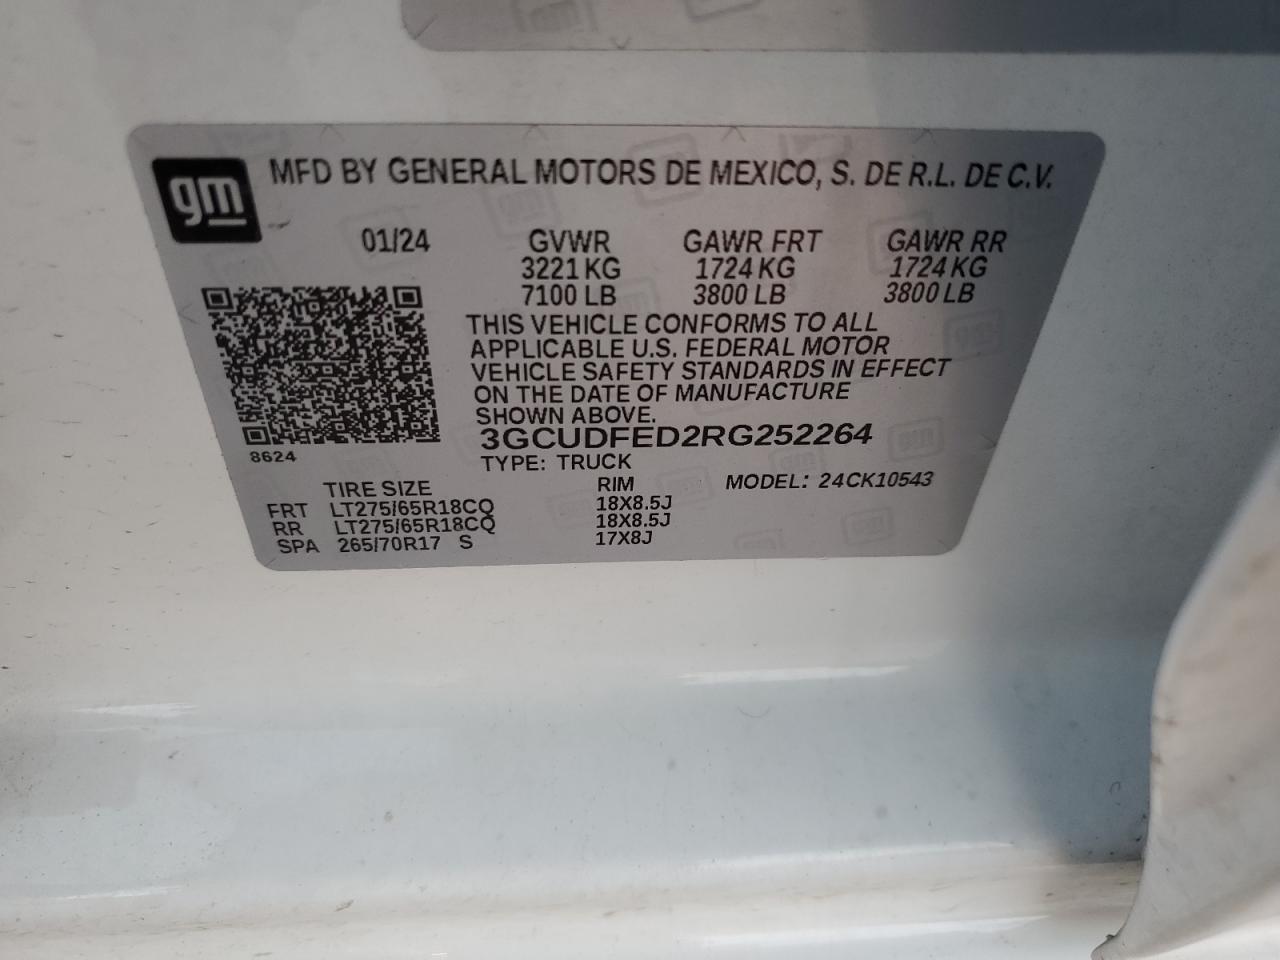 gm
MFD BY GENERAL MOTORS DE MEXICO, S. DE R.L. DE C.V.
01/24 GVWR GAWR FRT GAWR RR
3221 KG 1724 KG 1724 KG
7100 LB 3800 LB 3800 LB
THIS VEHICLE CONFORMS TO ALL
APPLICABLE U.S. FEDERAL MOTOR
VEHICLE SAFETY STANDARDS IN EFFECT
ON THE DATE OF MANUFACTURE
SHOWN ABOVE.
3GCUDFED2RG252264
8624
TYPE: TRUCK
TIRE SIZE RIM MODEL: 24CK10543
FRT LT275/65R18CQ 18X8.5J
RR LT275/65R18CQ 18X8.5J
SPA 265/70R17 S 17X8J